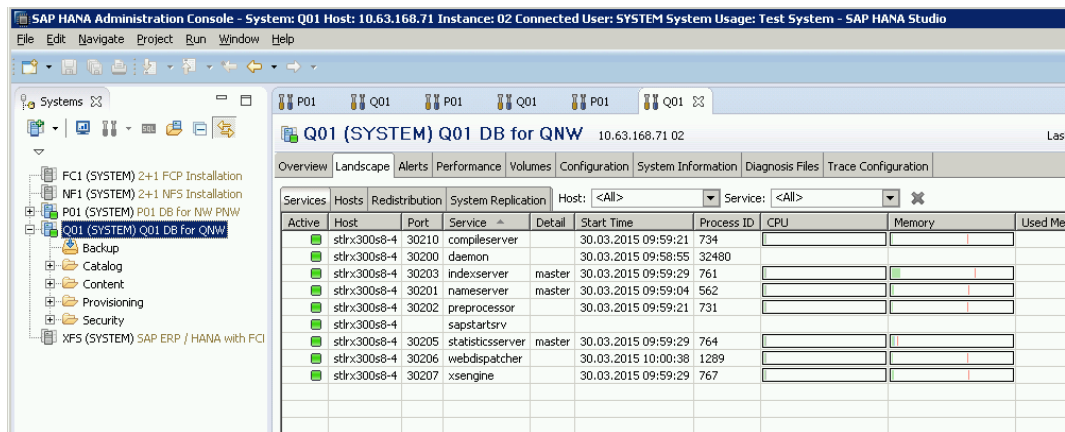 SAP HANA Administration Console - System: Q01 Host: 10.63.168.71 Instance: 02 Connected User: SYSTEM System Usage: Test System - SAP HANA Studio
File Edit Navigate Project Run Window Help
Systems
P01 Q01 P01 Q01 P01 Q01
SQL
Q01 (SYSTEM) Q01 DB for QNW 10.63.168.71 02 Las
Overview Landscape Alerts Performance Volumes Configuration System Information Diagnosis Files Trace Configuration
FC1 (SYSTEM) 2+1 FCP Installation
NF1 (SYSTEM) 2+1 NFS Installation
P01 (SYSTEM) P01 DB for NW PNW
Q01 (SYSTEM) Q01 DB for QNW
Backup
Catalog
Content
Provisioning
Security
XFS (SYSTEM) SAP ERP / HANA with FCI
Services Hosts Redistribution System Replication Host: <All> Service: <All>
Active Host Port Service Detail Start Time Process ID CPU Memory Used Me
stlrx300s8-4 30210 compileserver 30.03.2015 09:59:21 734
stlrx300s8-4 30200 daemon 30.03.2015 09:58:55 32480
stlrx300s8-4 30203 indexserver master 30.03.2015 09:59:29 761
stlrx300s8-4 30201 nameserver master 30.03.2015 09:59:04 562
stlrx300s8-4 30202 preprocessor 30.03.2015 09:59:21 731
stlrx300s8-4 sapstartsrv
stlrx300s8-4 30205 statisticsserver master 30.03.2015 09:59:29 764
stlrx300s8-4 30206 webdispatcher 30.03.2015 10:00:38 1289
stlrx300s8-4 30207 xsengine 30.03.2015 09:59:29 767